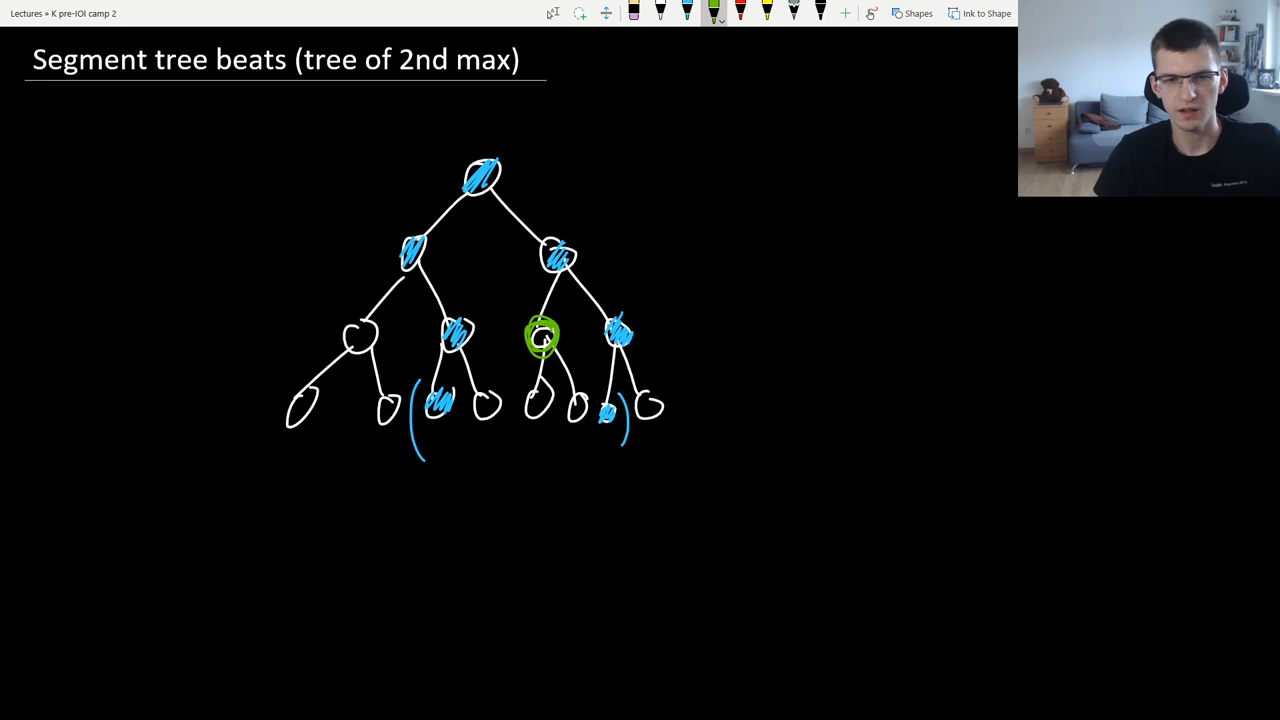 Lectures » K pre-IOI camp 2
Shapes
Ink to Shape
Segment tree beats (tree of 2nd max)